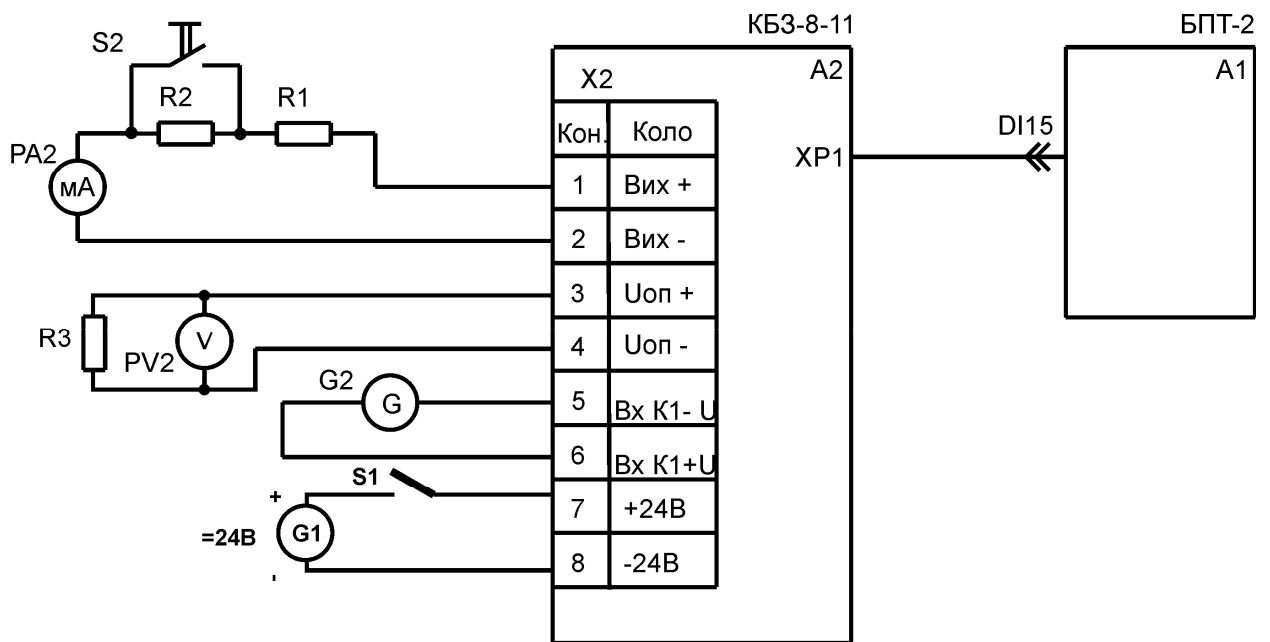 КБЗ-8-11
БПТ-2
S2
X2
A2
A1
R2
R1
Кон.
Коло
DI15
PA2
XP1
мА
1
Вих +
2
Вих -
3
Uоп +
R3
V
4
Uоп -
PV2
G2
G
5
Вх К1- U
6
Вх К1+U
S1
+
7
+24В
=24В
G1
8
-24В
-